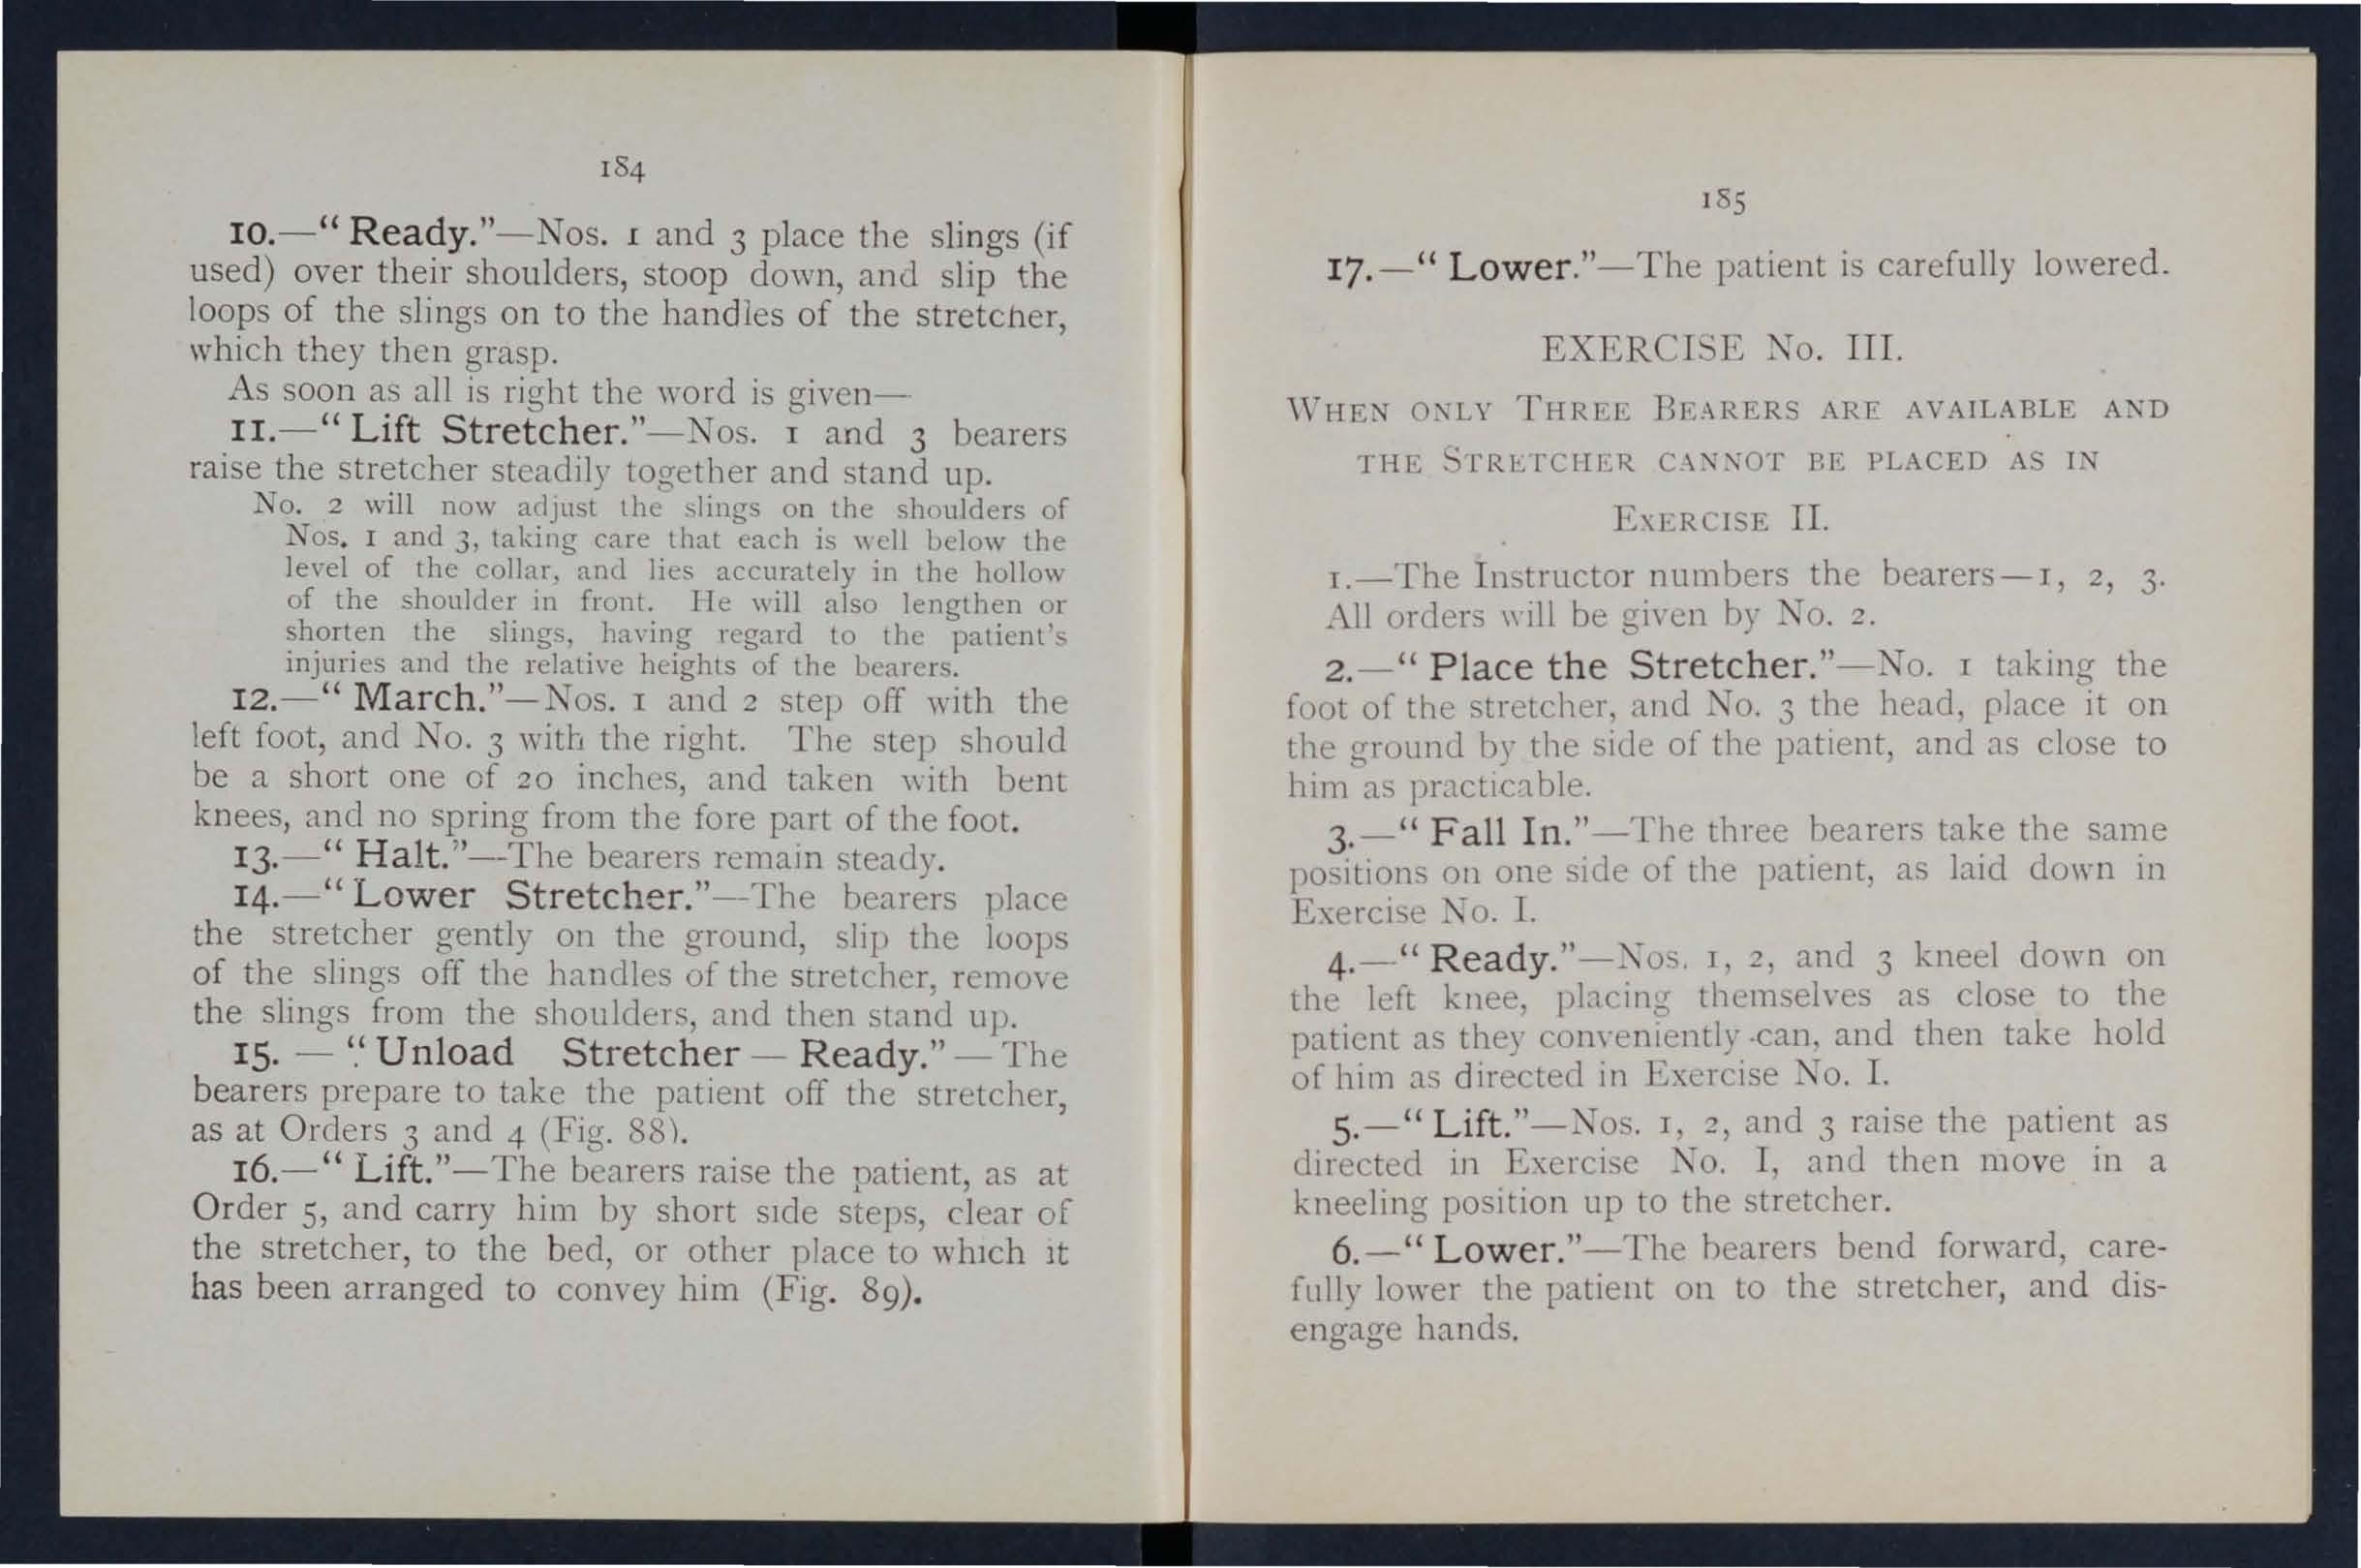 184
10.—“ Ready.”—Nos. 1 and 3 place the slings (if
used) over their shoulders, stoop down, and slip the
loops of the slings on to the handles of the stretcher,
which they then grasp.
As soon as all is right the word is given—
11.—“ Lift Stretcher.”—Nos. 1 and 3 bearers
raise the stretcher steadily together and stand up.
No. 2 will now adjust the slings on the shoulders of
Nos. 1 and 3, taking care that each is well below the
level of the collar, and lies accurately in the hollow
of the shoulder in front. He will also lengthen or
shorten the slings, having regard to the patient’s
injuries and the relative heights of the bearers.
12.—“ March.”—Nos. 1 and 2 step off with the
left foot, and No. 3 with the right. The step should
be a short one of 20 inches, and taken with bent
knees, and no spring from the fore part of the foot.
13.—“ Halt.”—The bearers remain steady.
14.—“ Lower Stretcher.”—The bearers place
the stretcher gently on the ground, slip the loops
of the slings off the handles of the stretcher, remove
the slings from the shoulders, and then stand up.
15. — “ Unload Stretcher — Ready.” — The
bearers prepare to take the patient off the stretcher,
as at Orders 3 and 4 (Fig. 88).
16.—“ Lift.”—The bearers raise the patient, as at
Order 5, and carry him by short side steps, clear of
the stretcher, to the bed, or other place to which it
has been arranged to convey him (Fig. 89).
185
17.—“ Lower.”—The patient is carefully lowered.
EXERCISE No. III.
WHEN ONLY THREE BEARERS ARE AVAILABLE AND
THE STRETCHER CANNOT BE PLACED AS IN
EXERCISE II.
1.—The Instructor numbers the bearers—1, 2, 3.
All orders will be given by No. 2.
2.—“ Place the Stretcher.”—No. 1 taking the
foot of the stretcher, and No. 3 the head, place it on
the ground by the side of the patient, and as close to
him as practicable.
3.—“ Fall In.”—The three bearers take the same
positions on one side of the patient, as laid down in
Exercise No. I.
4.—“ Ready.”—Nos. 1, 2, and 3 kneel down on
the left knee, placing themselves as close to the
patient as they conveniently can, and then take hold
of him as directed in Exercise No. I.
5.—“ Lift.”—Nos. 1, 2, and 3 raise the patient as
directed in Exercise No. I, and then move in a
kneeling position up to the stretcher.
6.—“ Lower.”—The bearers bend forward, care-
fully lower the patient on to the stretcher, and dis-
engage hands.